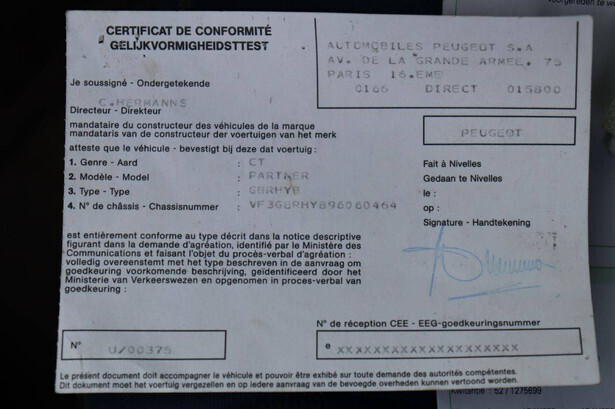 CERTIFICAT DE CONFORMITÉ
GELIJKVORMIGHEIDSTTEST
AUTOMOBILES PEUGEOT S.A
AV. DE LA GRANDE ARMEE, 75
PARIS 16.EME
0166 DIRECT 015800
Je soussigné - Ondergetekende
C.HERMANNS
Directeur - Direkteur
mandataire du constructeur des véhicules de la marque
mandataris van de constructeur der voertuigen van het merk
PEUGEOT
atteste que le véhicule - bevestigt bij deze dat voertuig :
1. Genre - Aard : CT
2. Modèle - Model : PARTNER
3. Type - Type : GBRHYB
4. N° de châssis - Chassisnummer : VF3GBRHYB96060464
Fait à Nivelles
Gedaan te Nivelles
le :
op :
Signature - Handtekening
est entièrement conforme au type décrit dans la notice descriptive
figurant dans la demande d'agréation, identifié par le Ministère des
Communications et faisant l'objet du procès-verbal d'agréation :
volledig overeenstemt met het type beschreven in de aanvraag om
goedkeuring voorkomende beschrijving, geïdentificeerd door het
Ministerie van Verkeerswezen en opgenomen in proces-verbal van
goedkeuring :
N° U/00375
N° de réception CEE - EEG-goedkeuringsnummer
e XXXXXXXXXXXXXXXXXXX
Le présent document doit accompagner le véhicule et pouvoir être exhibé sur toute demande des autorités compétentes.
Dit dokument moet het voertuig vergezellen en op iedere aanvraag van de bevoegde overheden kunnen vertoond worden.